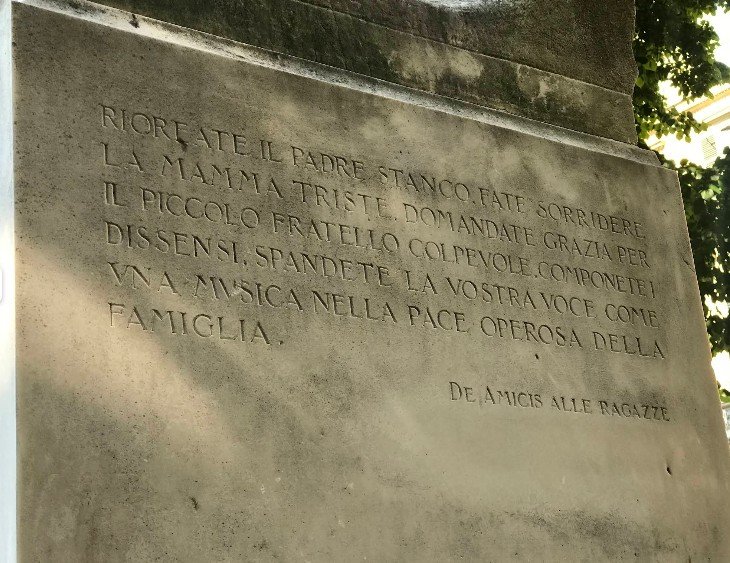 RICREATE IL PADRE STANCO, FATE SORRIDERE
LA MAMMA TRISTE, DOMANDATE GRAZIA PER
IL PICCOLO FRATELLO COLPEVOLE, COMPONETE I
DISSENSI, SPANDETE LA VOSTRA VOCE COME
VNA MVSICA NELLA PACE OPEROSA DELLA
FAMIGLIA.
DE AMICIS ALLE RAGAZZE